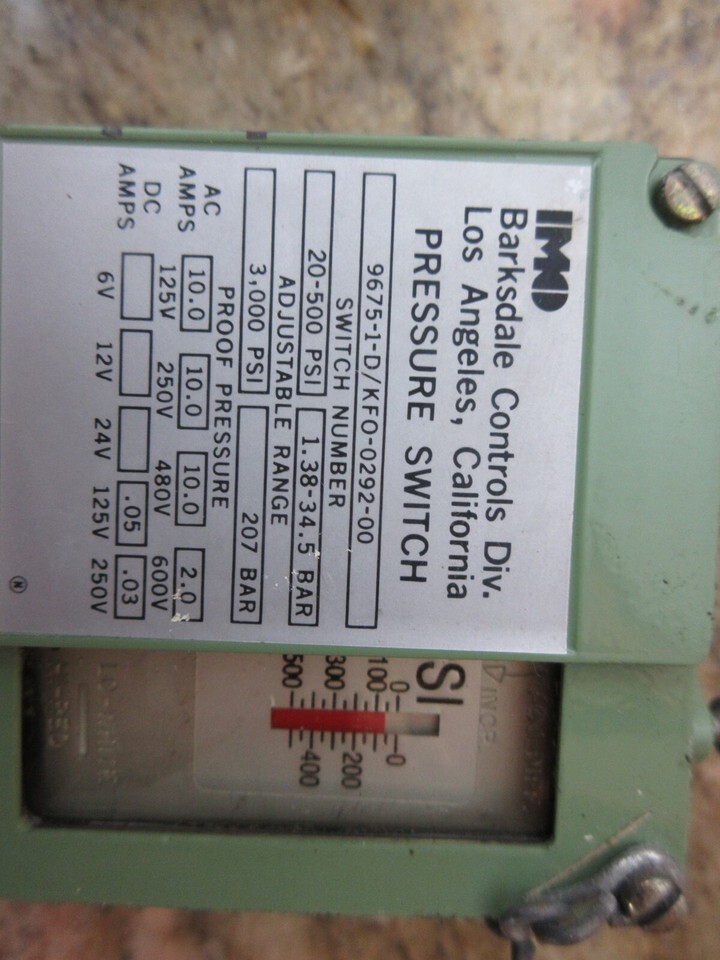 IMO
Barksdale Controls Div.
Los Angeles, California
PRESSURE SWITCH
9675-1-D/KFO-0292-00
SWITCH NUMBER
20-500 PSI 1.38-34.5 BAR
ADJUSTABLE RANGE
3,000 PSI 207 BAR
PROOF PRESSURE
AC AMPS 10.0 10.0 10.0 2.0
125V 250V 480V 600V
DC AMPS .05 .03
6V 12V 24V 125V 250V
N
SI
0 0
100
200
300
400
500